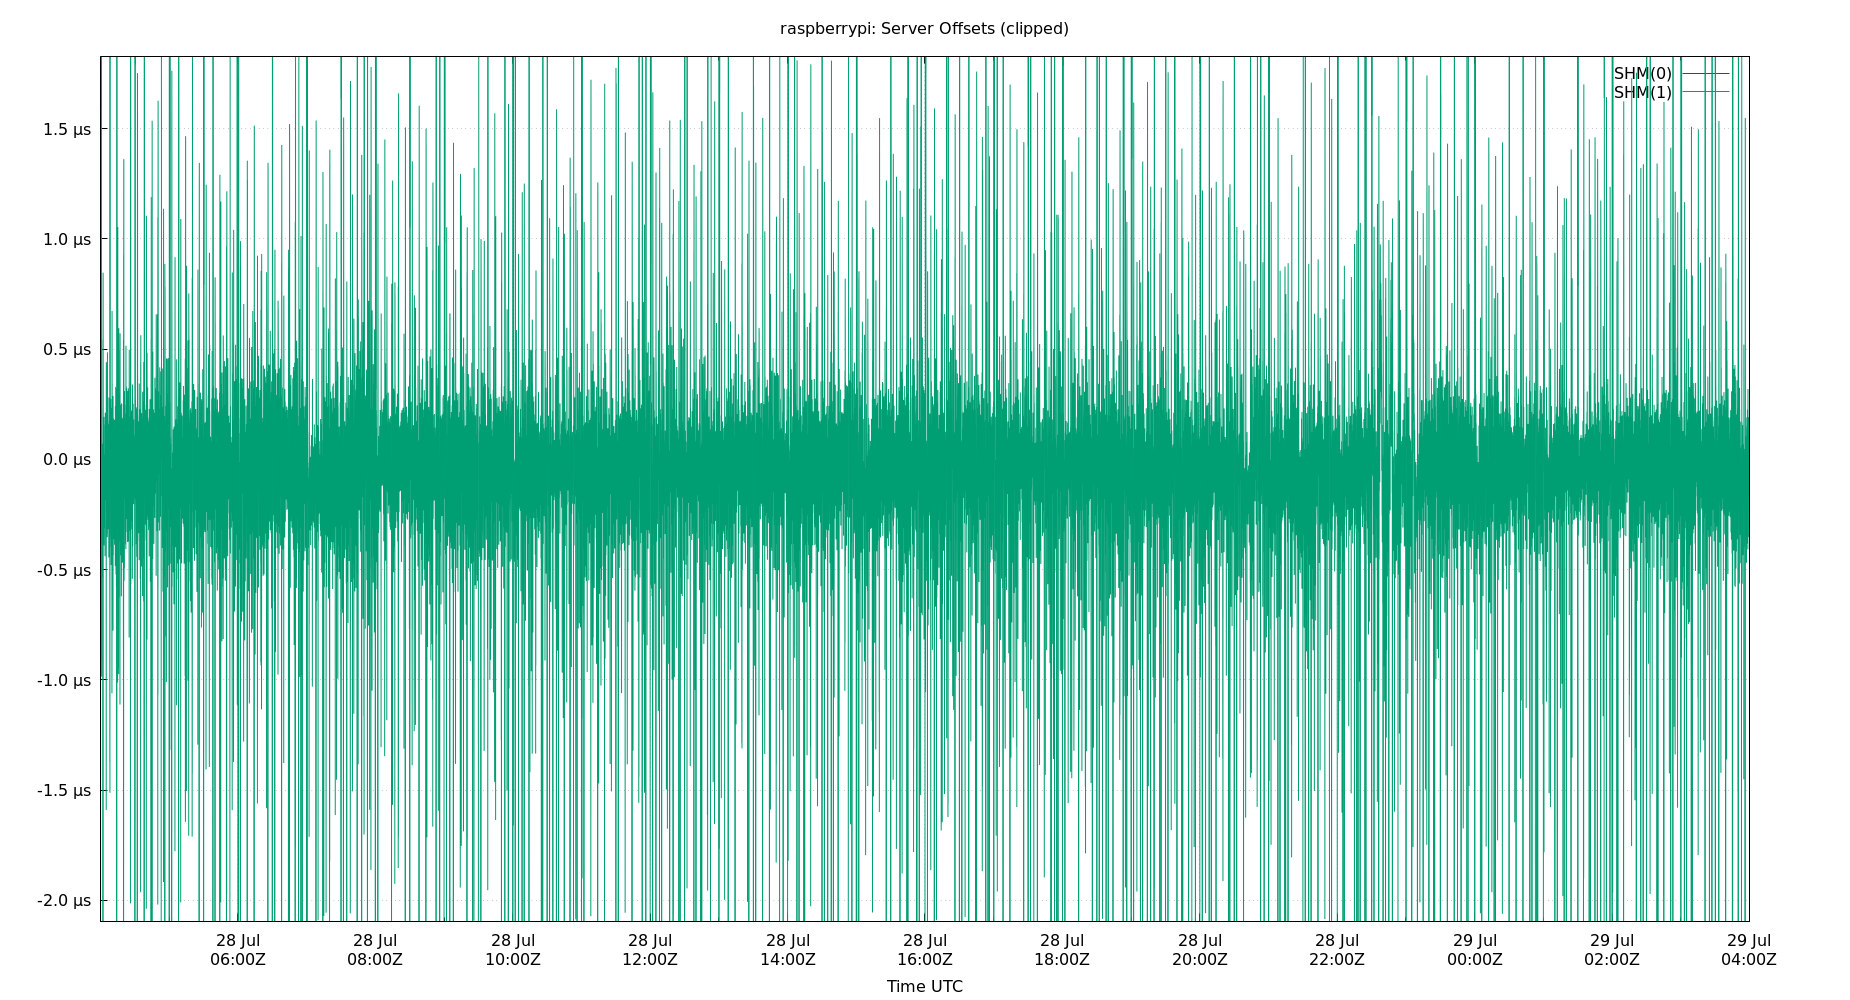 raspberrypi: Server Offsets (clipped)
SHM(0)
SHM(1)
1.5 µs
1.0 µs
0.5 µs
0.0 µs
-0.5 µs
-1.0 µs
-1.5 µs
-2.0 µs
28 Jul 28 Jul 28 Jul 28 Jul 28 Jul 28 Jul 28 Jul 28 Jul 28 Jul 29 Jul 29 Jul 29 Jul
06:00Z 08:00Z 10:00Z 12:00Z 14:00Z 16:00Z 18:00Z 20:00Z 22:00Z 00:00Z 02:00Z 04:00Z
Time UTC